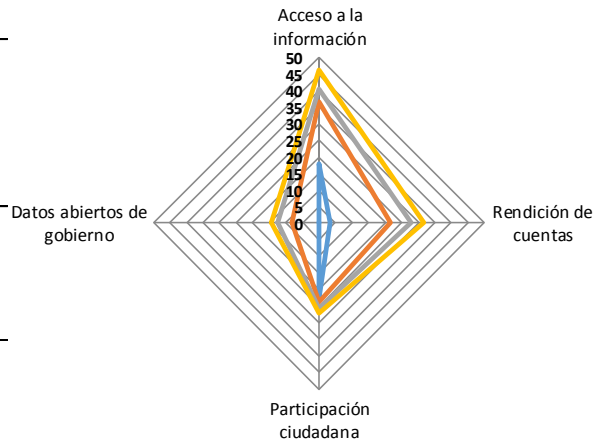 Acceso a la
información
50
45
40
35
30
25
20
15
10
5
0
Datos abiertos de
gobierno
Rendición de
cuentas
Participación
ciudadana